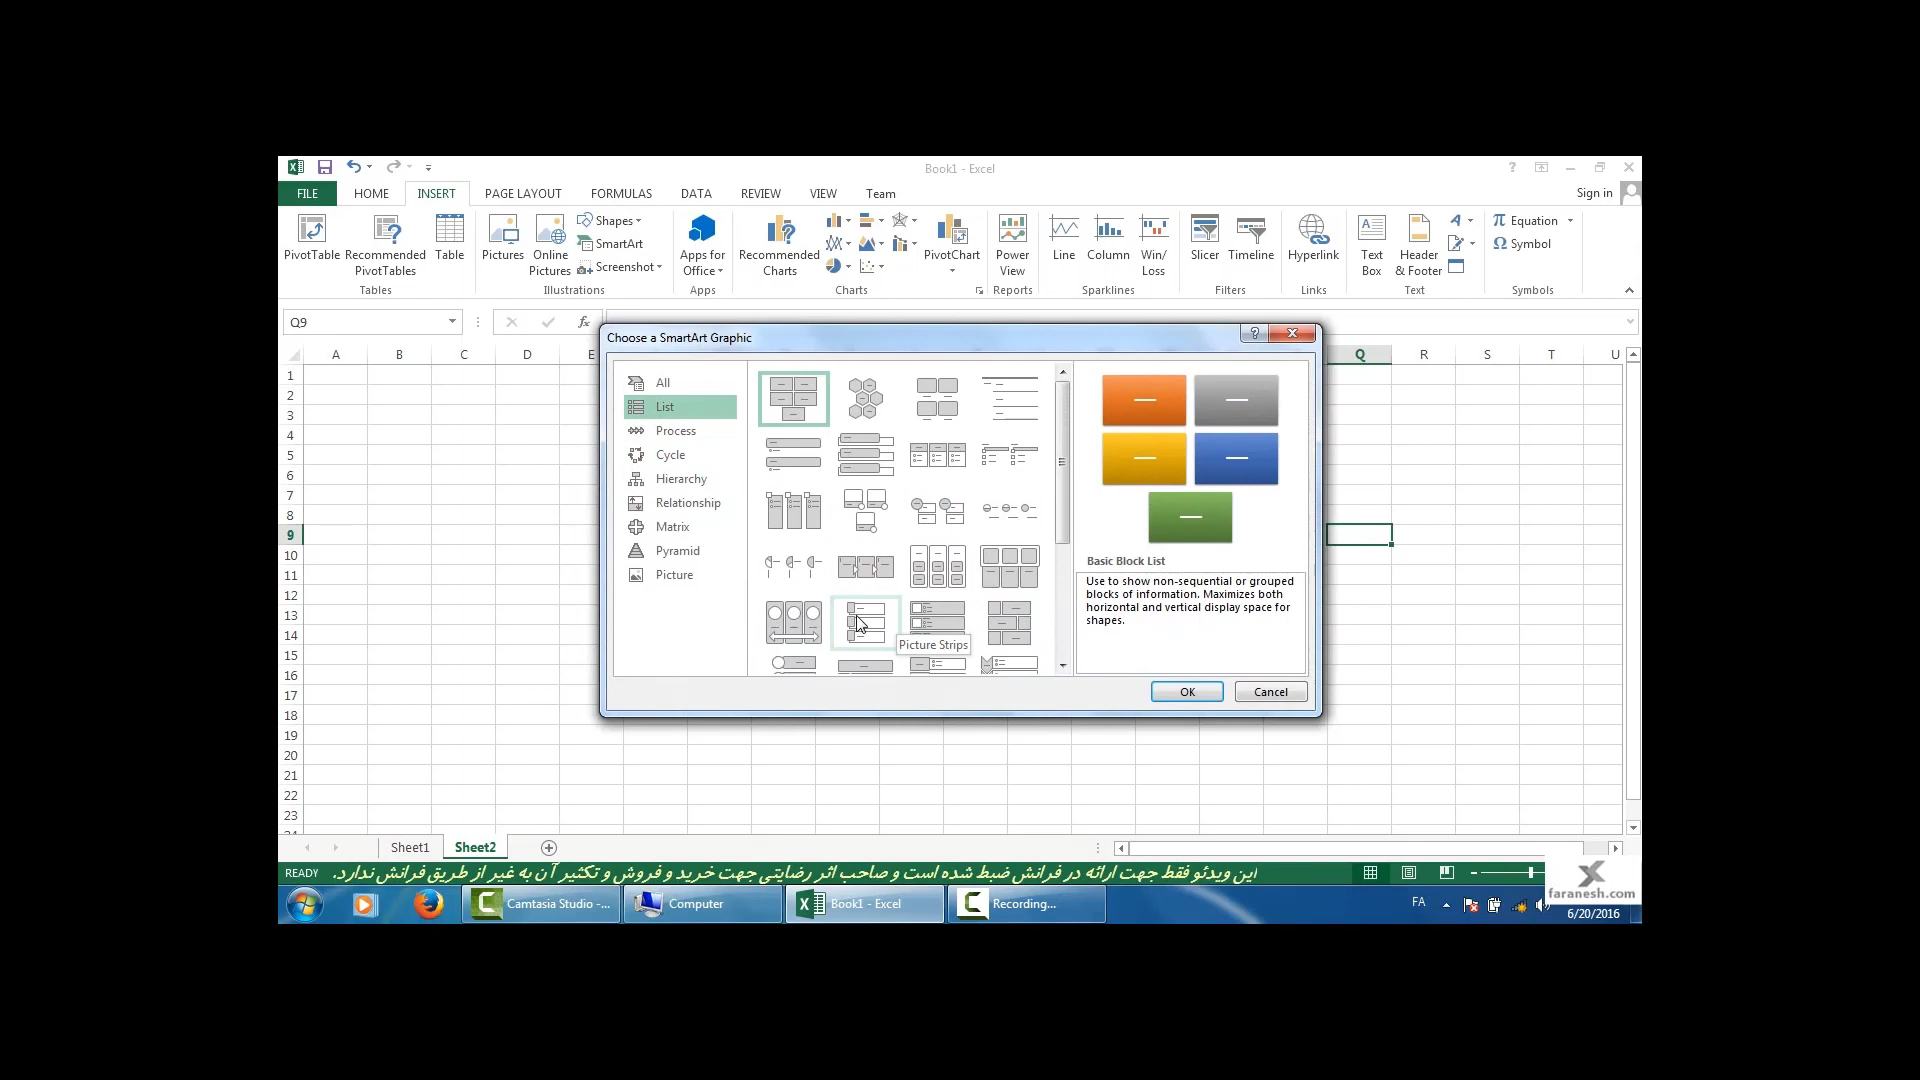 Book1 - Excel
FILE HOME INSERT PAGE LAYOUT FORMULAS DATA REVIEW VIEW Team Sign in
PivotTable
Recommended PivotTables
Table
Tables
Pictures
Online Pictures
Shapes
SmartArt
Screenshot
Illustrations
Apps for Office
Apps
Recommended Charts
PivotChart
Charts
Power View
Reports
Line
Column
Win/Loss
Sparklines
Slicer
Timeline
Filters
Hyperlink
Links
Text Box
Header & Footer
Text
Equation
Symbol
Symbols
Q9
fx
A B C D E Q R S T U
1
2
3
4
5
6
7
8
9
10
11
12
13
14
15
16
17
18
19
20
21
22
23
Choose a SmartArt Graphic
All
List
Process
Cycle
Hierarchy
Relationship
Matrix
Pyramid
Picture
Picture Strips
Basic Block List
Use to show non-sequential or grouped
blocks of information. Maximizes both
horizontal and vertical display space for
shapes.
OK Cancel
Sheet1 Sheet2
READY
این ویدئو فقط جهت ارائه در فرانش ضبط شده است و صاحب اثر رضایتی جهت خرید و فروش و تکثیر آن به غیر از طریق فرانش ندارد.
faranesh.com
Camtasia Studio -... Computer Book1 - Excel Recording... FA
6/20/2016